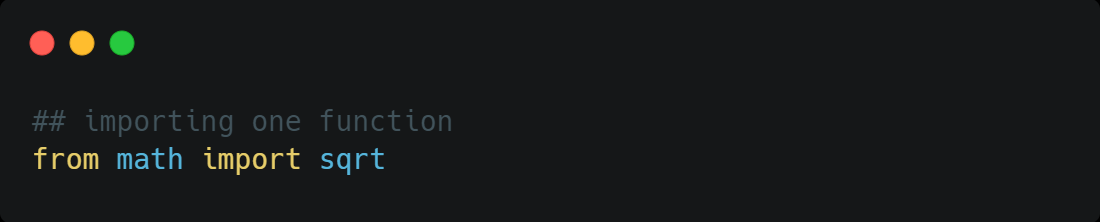 ## importing one function
from math import sqrt